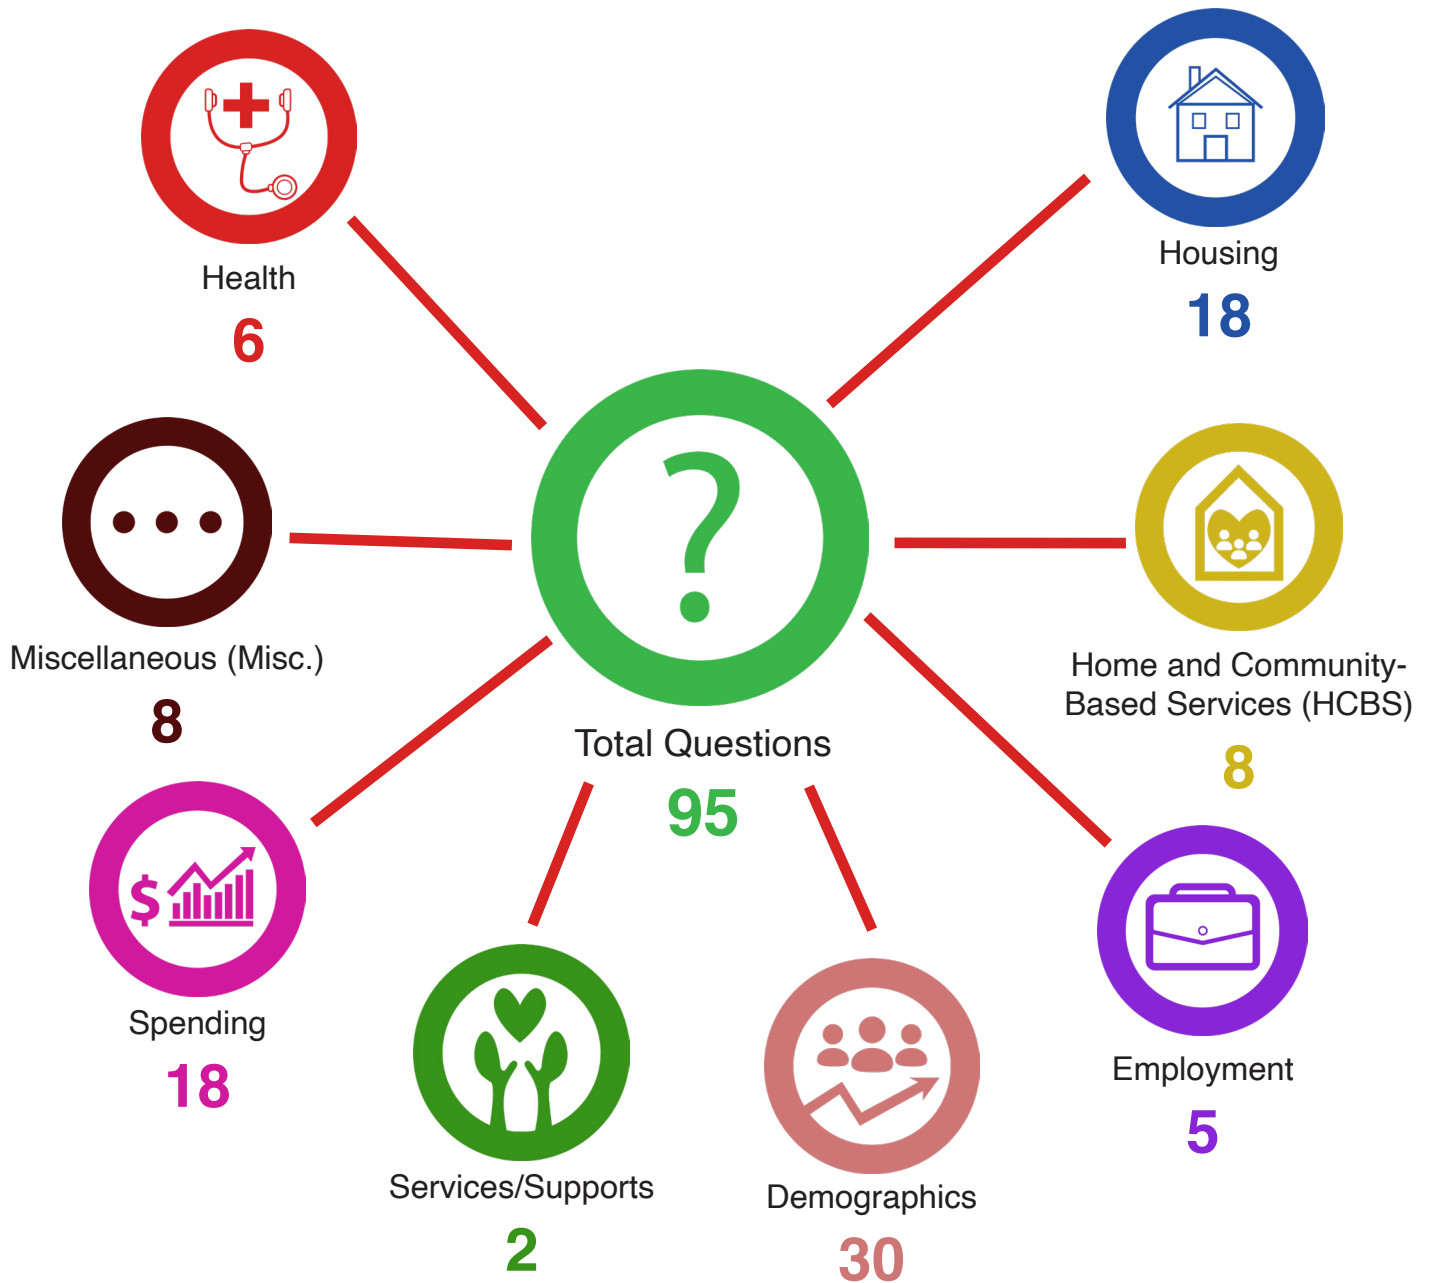 Health
6
Housing
18
Miscellaneous (Misc.)
8
?
Total Questions
95
Home and Community-
Based Services (HCBS)
8
$
Spending
18
Services/Supports
2
Demographics
30
Employment
5